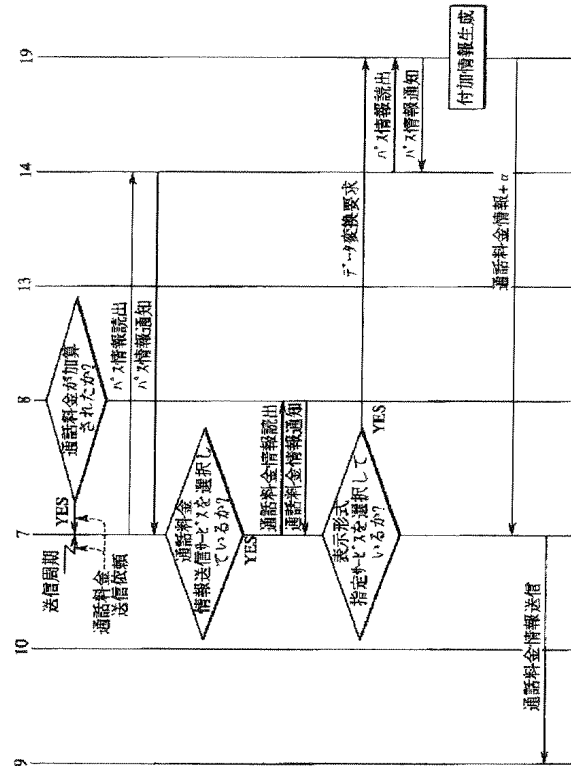 9
10
7
8
13
14
19
送信周期
YES
通話料金
送信依頼
通話料金が加算
されたか?
パス情報読出
パス情報通知
通話料金
情報送信サービスを選択し
ているか?
YES
通話料金情報読出
通話料金情報通知
表示形式
指定サービスを選択して
いるか?
YES
データ変換要求
パス情報読出
パス情報通知
付加情報生成
通話料金情報+α
通話料金情報送信